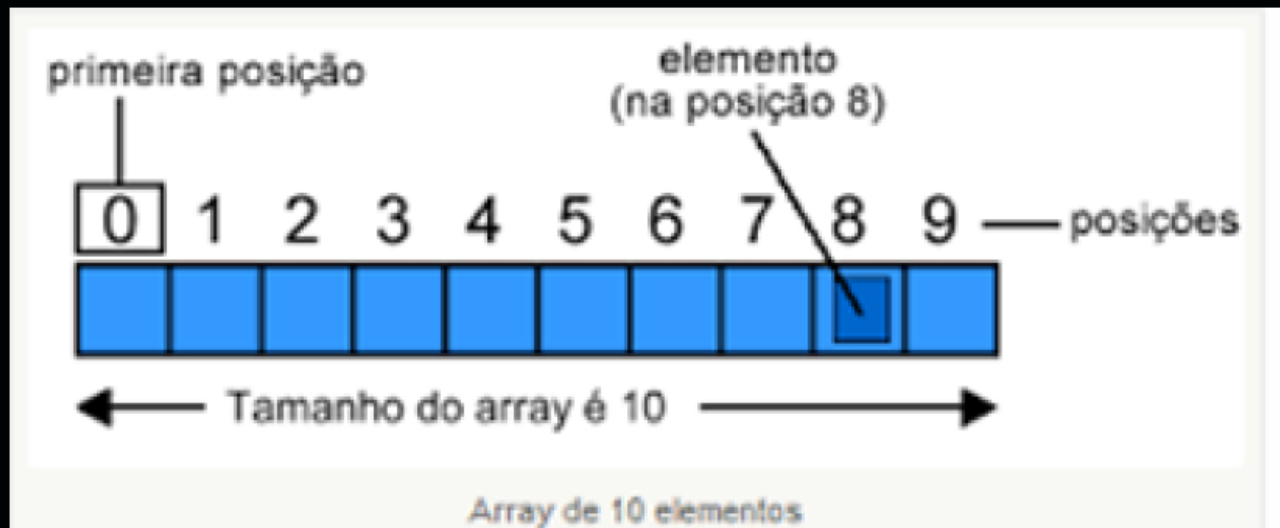 primeira posição
elemento
(na posição 8)
0 1 2 3 4 5 6 7 8 9 posições
Tamanho do array é 10
Array de 10 elementos